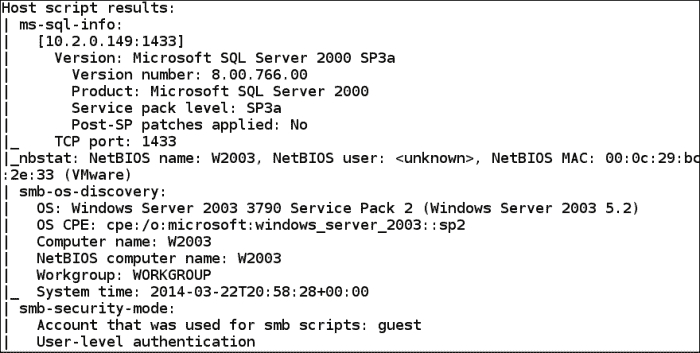 Host script results:
| ms-sql-info:
|   [10.2.0.149:1433]
|     Version: Microsoft SQL Server 2000 SP3a
|       Version number: 8.00.766.00
|       Product: Microsoft SQL Server 2000
|       Service pack level: SP3a
|       Post-SP patches applied: No
|_    TCP port: 1433
|_nbstat: NetBIOS name: W2003, NetBIOS user: <unknown>, NetBIOS MAC: 00:0c:29:bc
:2e:33 (VMware)
| smb-os-discovery:
|   OS: Windows Server 2003 3790 Service Pack 2 (Windows Server 2003 5.2)
|   OS CPE: cpe:/o:microsoft:windows_server_2003::sp2
|   Computer name: W2003
|   NetBIOS computer name: W2003
|   Workgroup: WORKGROUP
|_  System time: 2014-03-22T20:58:28+00:00
| smb-security-mode:
|   Account that was used for smb scripts: guest
|   User-level authentication